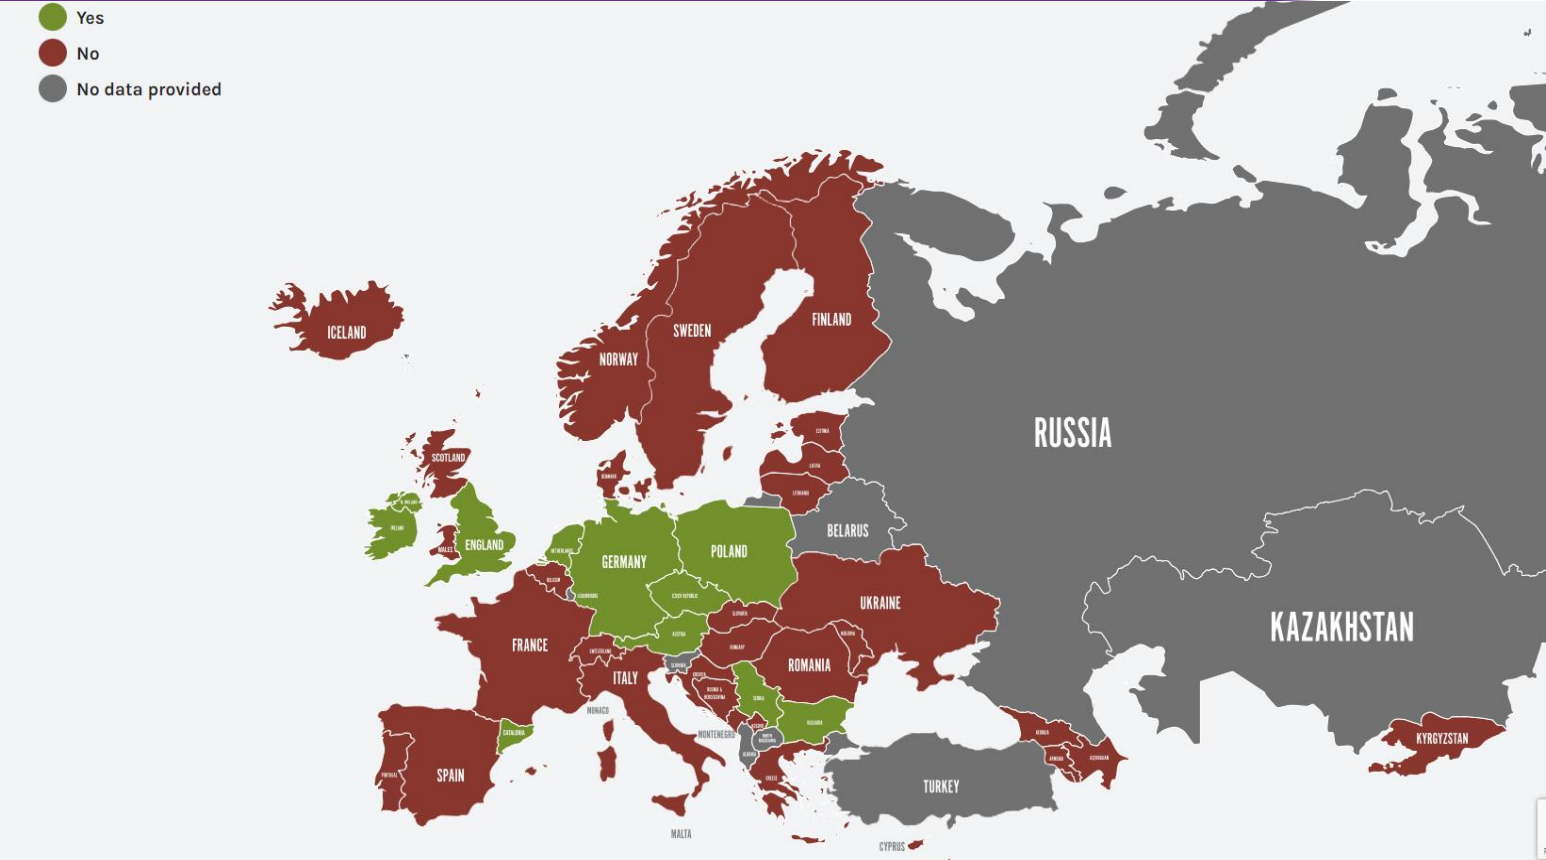 Yes
No
No data provided
ICELAND
NORWAY
SWEDEN
FINLAND
RUSSIA
SCOTLAND
ESTONIA
LATVIA
LITHUANIA
DENMARK
N. IRELAND
IRELAND
WALES
ENGLAND
NETHERLANDS
BELGIUM
LUXEMBOURG
GERMANY
POLAND
BELARUS
CZECH REPUBLIC
SLOVAKIA
UKRAINE
KAZAKHSTAN
FRANCE
SWITZERLAND
AUSTRIA
HUNGARY
MOLDOVA
ROMANIA
ITALY
SLOVENIA
CROATIA
BOSNIA &
HERZEGOVINA
SERBIA
MONACO
MONTENEGRO
KOSOVO
BULGARIA
NORTH
MACEDONIA
ALBANIA
GREECE
CATALONIA
SPAIN
PORTUGAL
TURKEY
GEORGIA
ARMENIA
AZERBAIJAN
KYRGYZSTAN
MALTA
CYPRUS